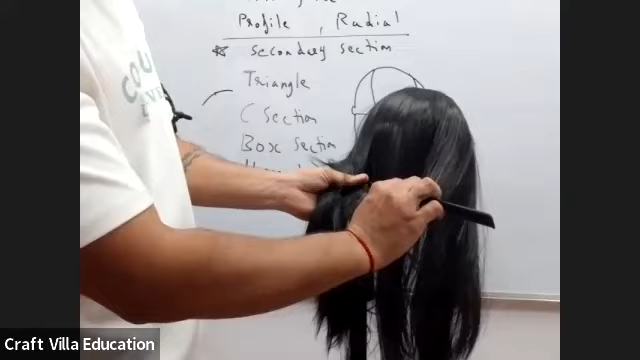 Profile, Radial
secondary section
Triangle
C Section
Box Section
Craft Villa Education